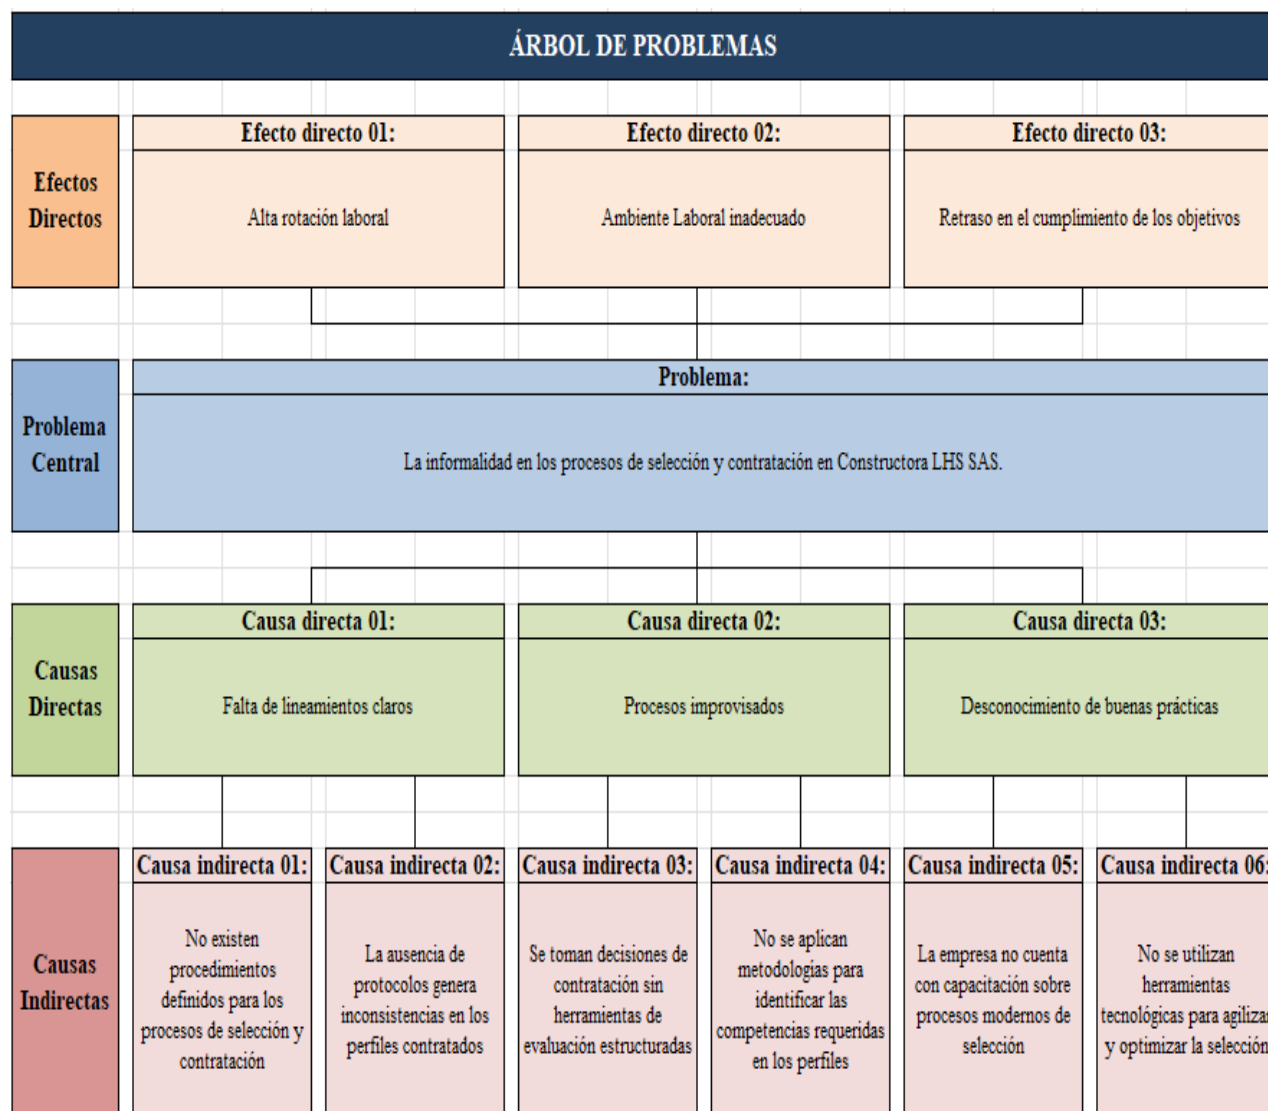 ÁRBOL DE PROBLEMAS
Efectos
Directos
Efecto directo 01:
Alta rotación laboral
Efecto directo 02:
Ambiente Laboral inadecuado
Efecto directo 03:
Retraso en el cumplimiento de los objetivos
Problema
Central
Problema:
La informalidad en los procesos de selección y contratación en Constructora LHS SAS.
Causas
Directas
Causa directa 01:
Falta de lineamientos claros
Causa directa 02:
Procesos improvisados
Causa directa 03:
Desconocimiento de buenas prácticas
Causas
Indirectas
Causa indirecta 01:
No existen
procedimientos
definidos para los
procesos de selección y
contratación
Causa indirecta 02:
La ausencia de
protocolos genera
inconsistencias en los
perfiles contratados
Causa indirecta 03:
Se toman decisiones de
contratación sin
herramientas de
evaluación estructuradas
Causa indirecta 04:
No se aplican
metodologías para
identificar las
competencias requeridas
en los perfiles
Causa indirecta 05:
La empresa no cuenta
con capacitación sobre
procesos modernos de
selección
Causa indirecta 06:
No se utilizan
herramientas
tecnológicas para agilizar
y optimizar la selección